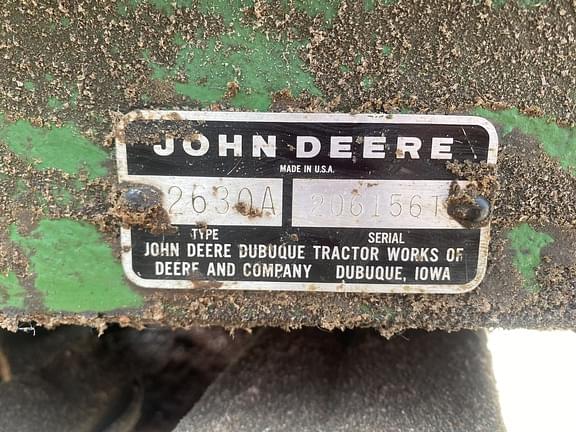 JOHN DEERE
MADE IN U.S.A.
2630A 206156T
TYPE SERIAL
JOHN DEERE DUBUQUE TRACTOR WORKS OF
DEERE AND COMPANY DUBUQUE, IOWA